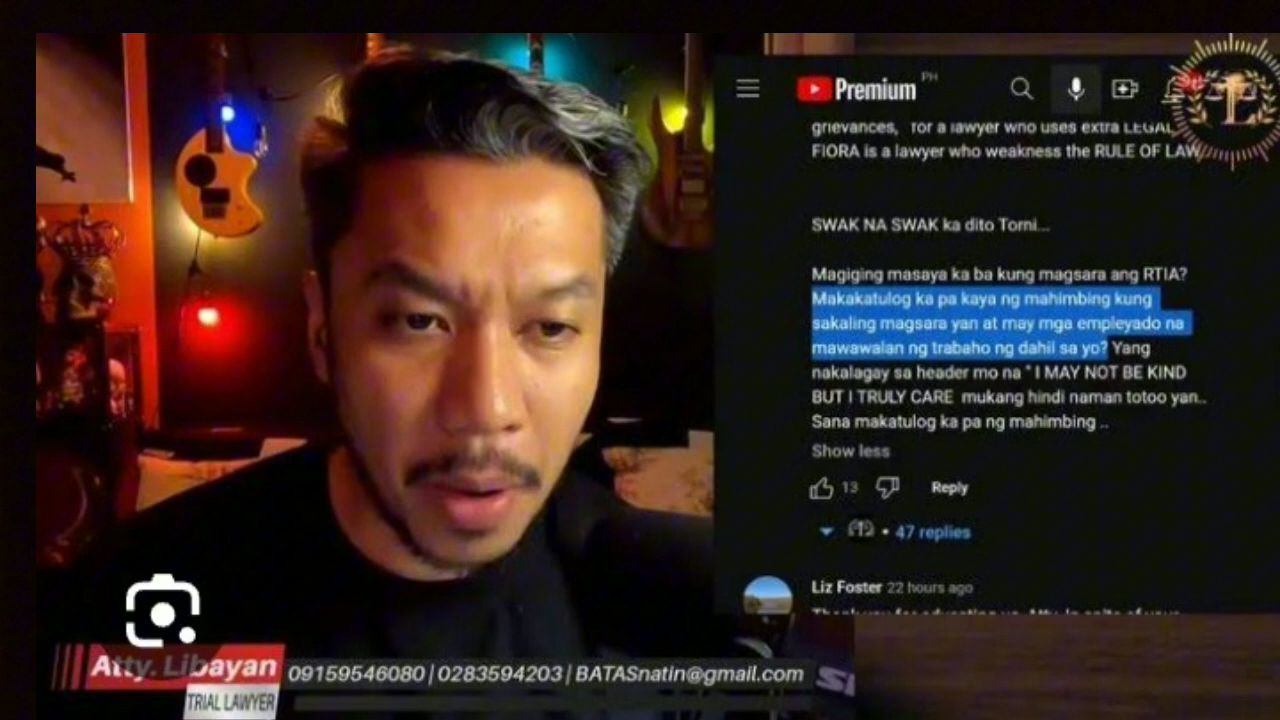 Premium PH
grievances, for a lawyer who uses extra LEGAL
FIORA is a lawyer who weakness the RULE OF LAW
SWAK NA SWAK ka dito Torni...
Magiging masaya ka ba kung magsara ang RTIA?
Makakatulog ka pa kaya ng mahimbing kung
sakaling magsara yan at may mga empleyado na
mawawalan ng trabaho ng dahil sa yo? Yang
nakalagay sa header mo na " I MAY NOT BE KIND
BUT I TRULY CARE mukang hindi naman totoo yan..
Sana makatulog ka pa ng mahimbing ..
Show less
13 Reply
47 replies
Liz Foster 22 hours ago
Atty. Libayan
09159546080 | 0283594203 | BATASnatin@gmail.com
TRIAL LAWYER